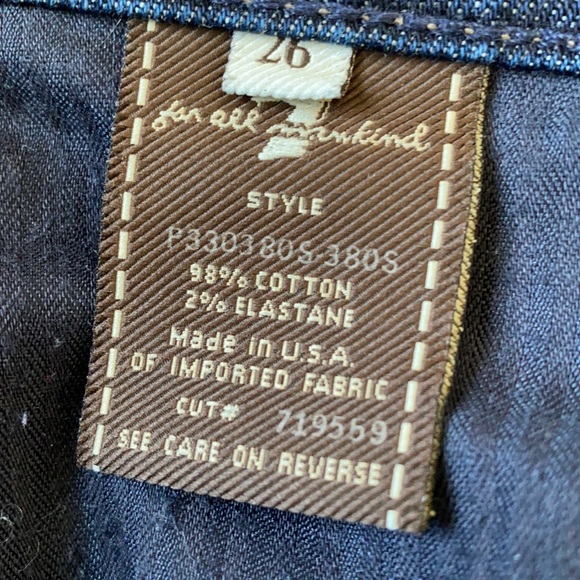 26
7
for all mankind
STYLE
P330380S-380S
98% COTTON
2% ELASTANE
Made in U.S.A.
OF IMPORTED FABRIC
CUT# 719559
SEE CARE ON REVERSE